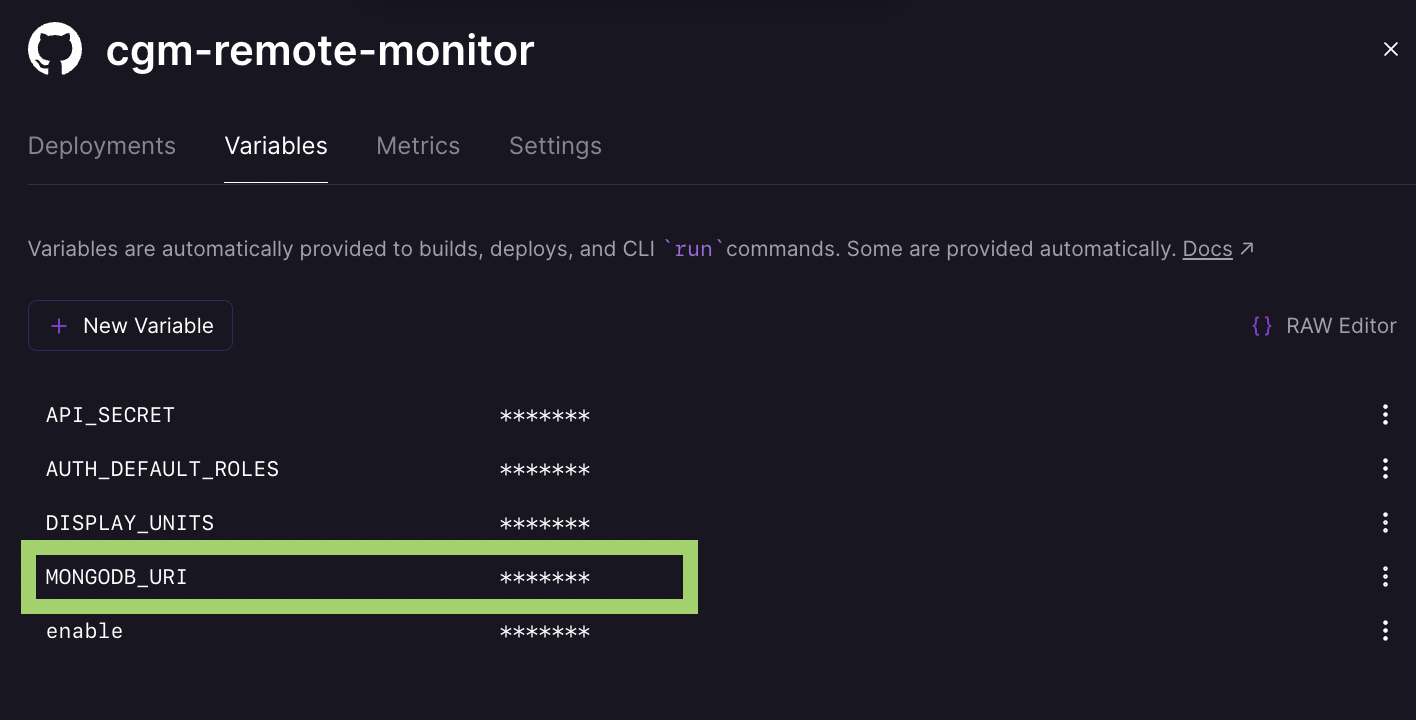 cgm-remote-monitor
Deployments Variables Metrics Settings
Variables are automatically provided to builds, deploys, and CLI `run` commands. Some are provided automatically. Docs ↗
+ New Variable {} RAW Editor
API_SECRET *******
AUTH_DEFAULT_ROLES *******
DISPLAY_UNITS *******
MONGODB_URI *******
enable *******